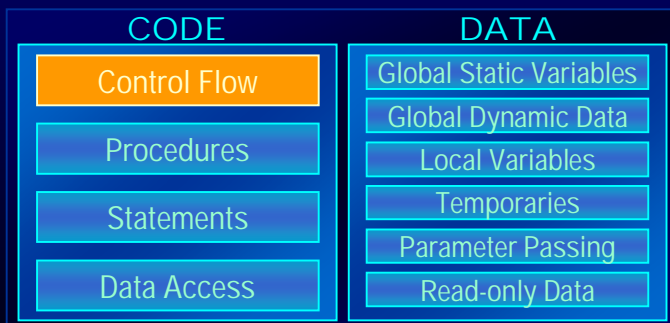 CODE
Control Flow
Procedures
Statements
Data Access
DATA
Global Static Variables
Global Dynamic Data
Local Variables
Temporaries
Parameter Passing
Read-only Data